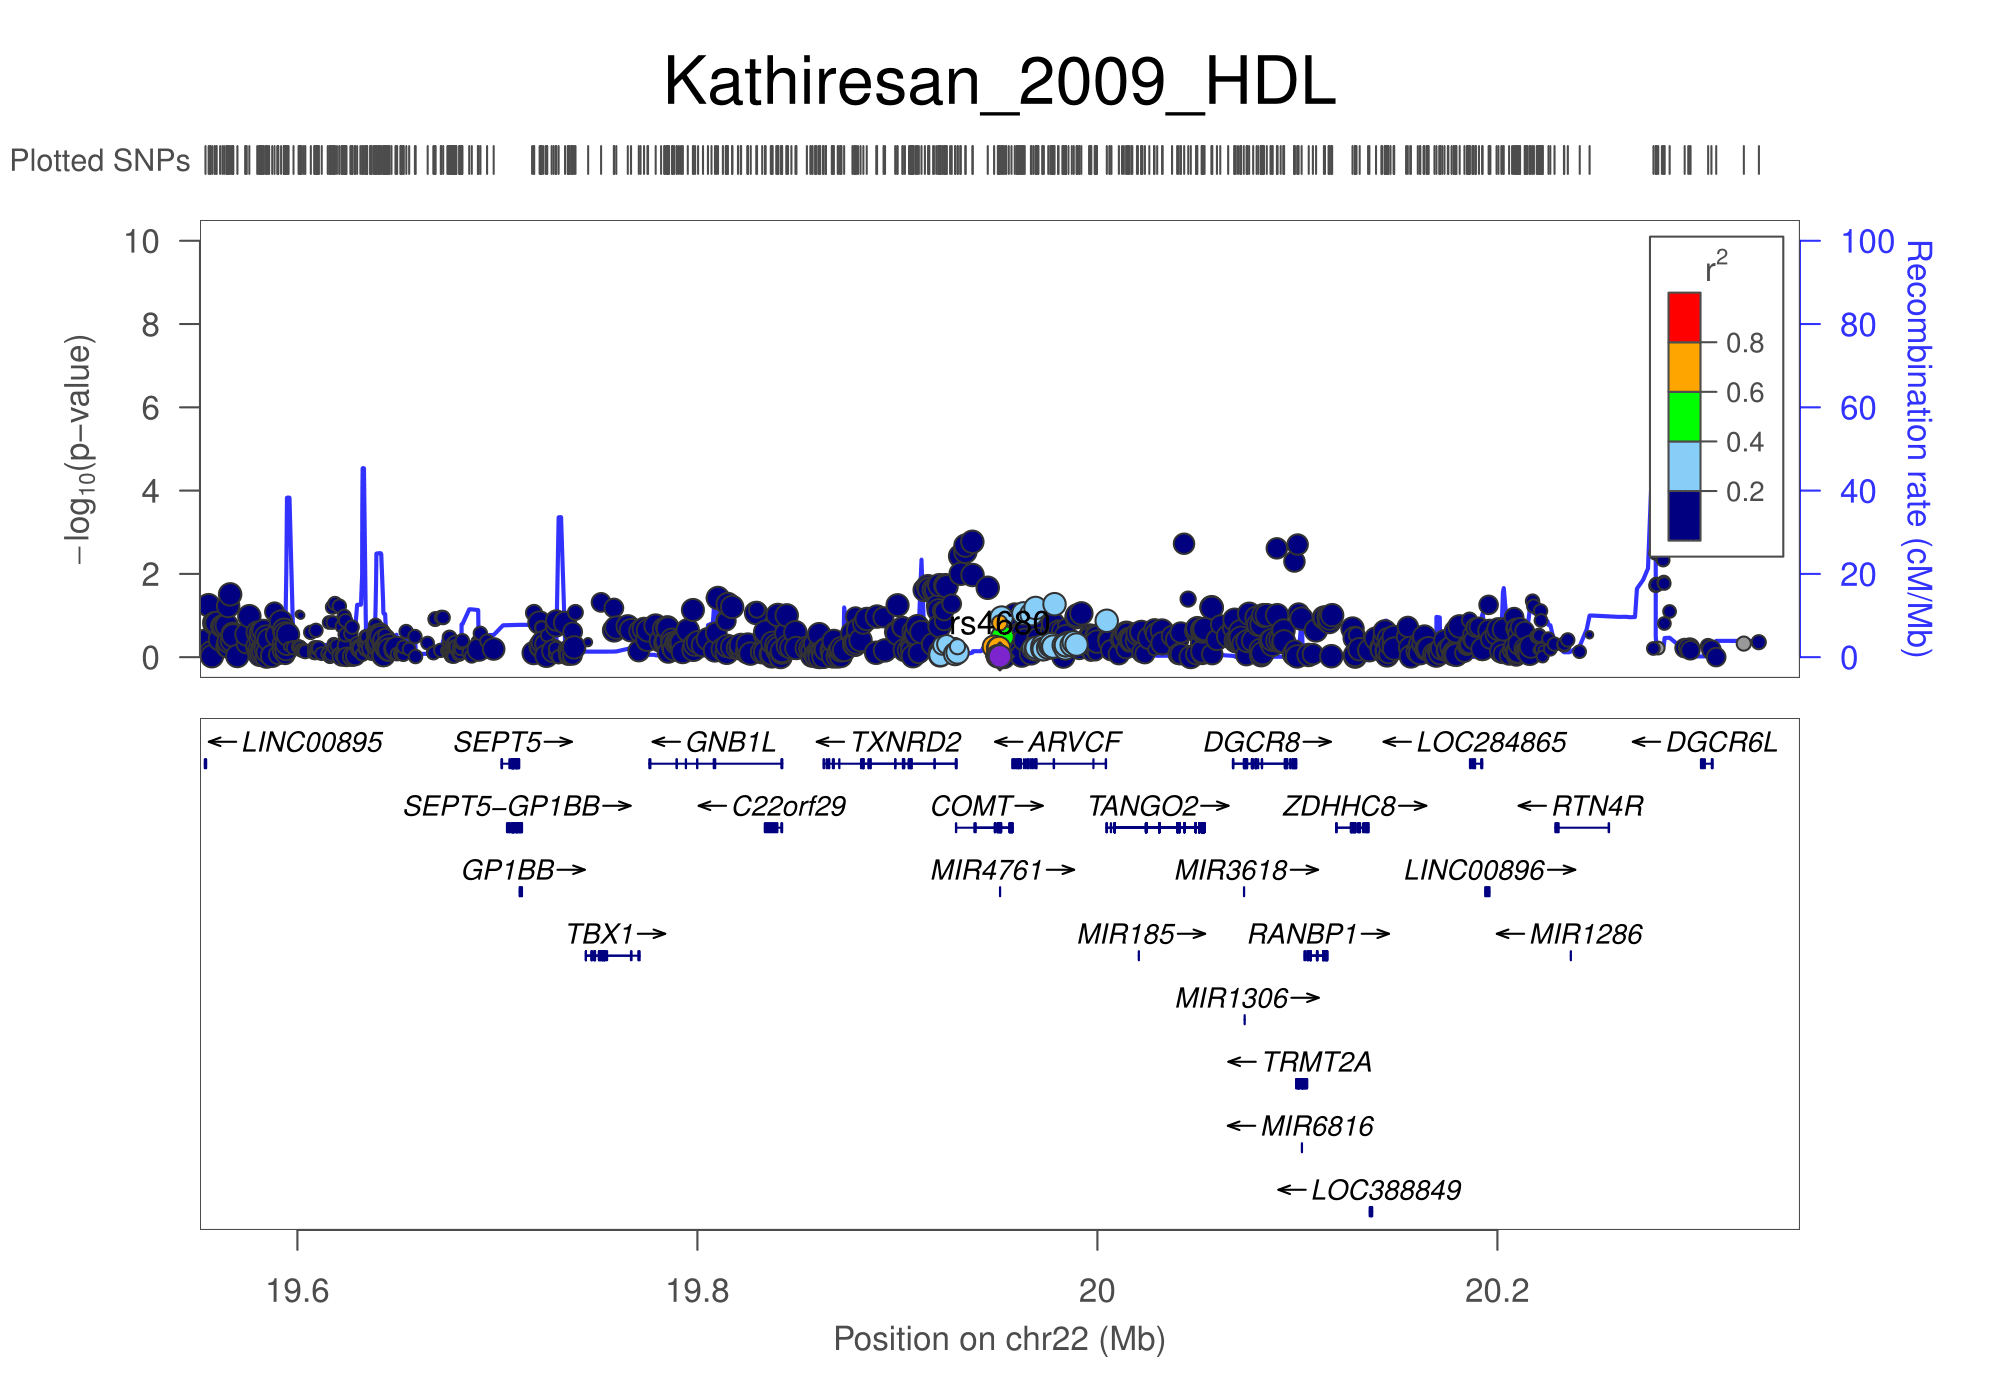 Kathiresan_2009_HDL
Plotted SNPs
10
8
6
4
2
0
−log10(p−value)
100
80
60
40
20
0
Recombination rate (cM/Mb)
r2
0.8
0.6
0.4
0.2
rs4680
←LINC00895 SEPT5→ ←GNB1L ←TXNRD2 ←ARVCF DGCR8→ ←LOC284865 ←DGCR6L
SEPT5−GP1BB→ ←C22orf29 COMT→ TANGO2→ ZDHHC8→ ←RTN4R
GP1BB→ MIR4761→ MIR3618→ LINC00896→
TBX1→ MIR185→ RANBP1→ ←MIR1286
MIR1306→
←TRMT2A
←MIR6816
←LOC388849
19.6 19.8 20 20.2
Position on chr22 (Mb)